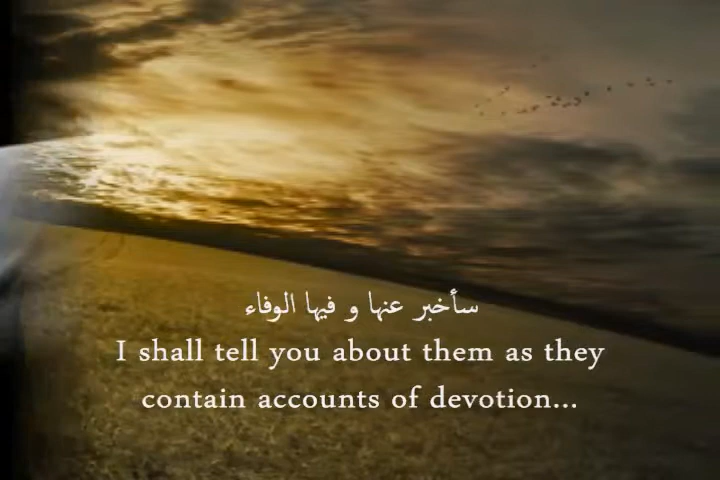 سأخبر عنها و فيها الوفاء
I shall tell you about them as they
contain accounts of devotion...